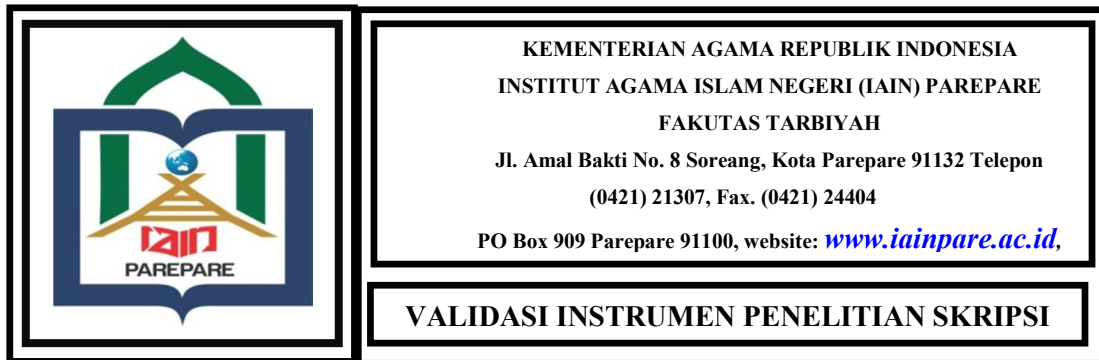 IAIN
PAREPARE
KEMENTERIAN AGAMA REPUBLIK INDONESIA
INSTITUT AGAMA ISLAM NEGERI (IAIN) PAREPARE
FAKUTAS TARBIYAH
Jl. Amal Bakti No. 8 Soreang, Kota Parepare 91132 Telepon
(0421) 21307, Fax. (0421) 24404
PO Box 909 Parepare 91100, website: www.iainpare.ac.id,
VALIDASI INSTRUMEN PENELITIAN SKRIPSI